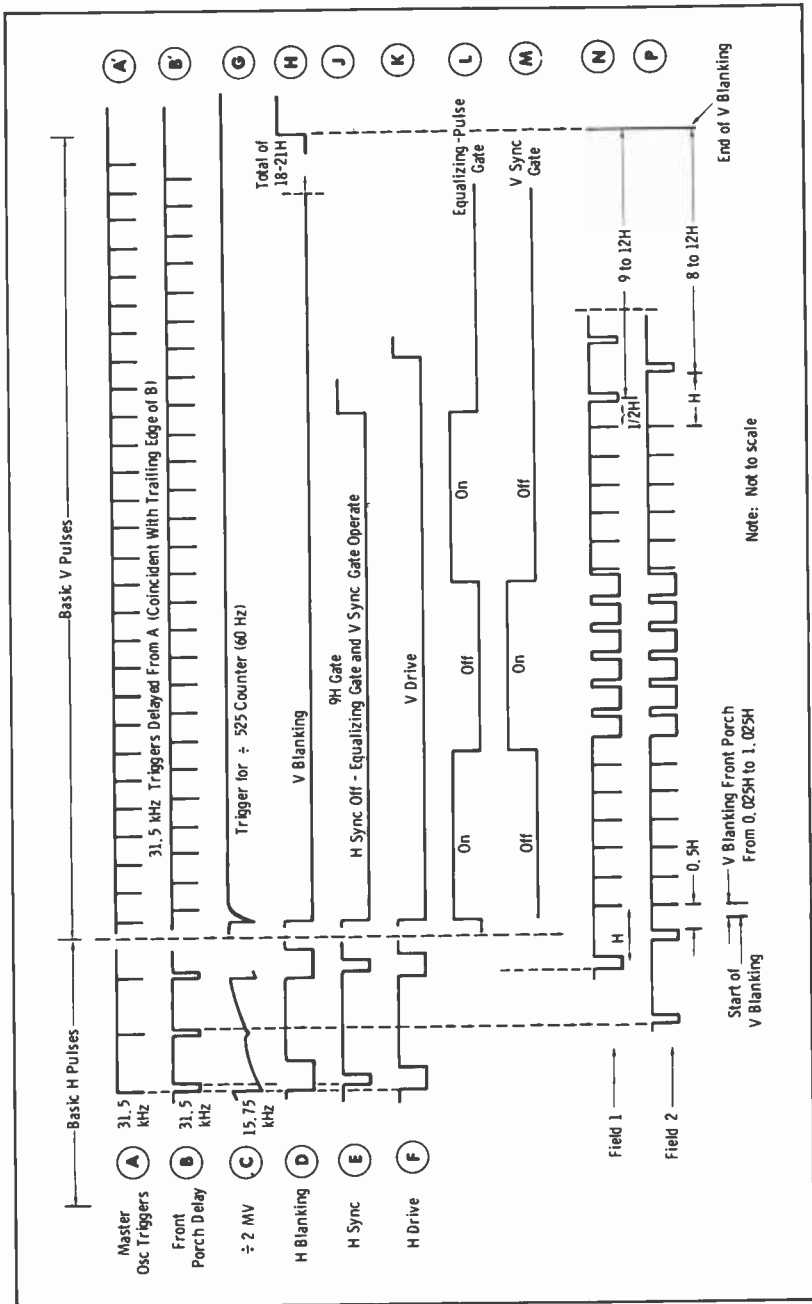 Basic H Pulses
Basic V Pulses
Master
Osc Triggers
A
31.5
kHz
A'
31.5 kHz Triggers Delayed From A (Coincident With Trailing Edge of B)
Front
Porch Delay
B
31.5
kHz
B'
÷ 2 MV
C
15.75
kHz
Trigger for ÷ 525 Counter (60 Hz)
G
H Blanking
D
V Blanking
Total of
18-21H
H
H Sync
E
9H Gate
H Sync Off - Equalizing Gate and V Sync Gate Operate
J
H Drive
F
V Drive
K
On
Off
On
Equalizing-Pulse
Gate
L
Off
On
Off
V Sync
Gate
M
Field 1
H
1/2H
9 to 12H
N
Field 2
0.5H
H
8 to 12H
P
Start of
V Blanking
V Blanking Front Porch
From 0.025H to 1.025H
Note: Not to scale
End of V Blanking